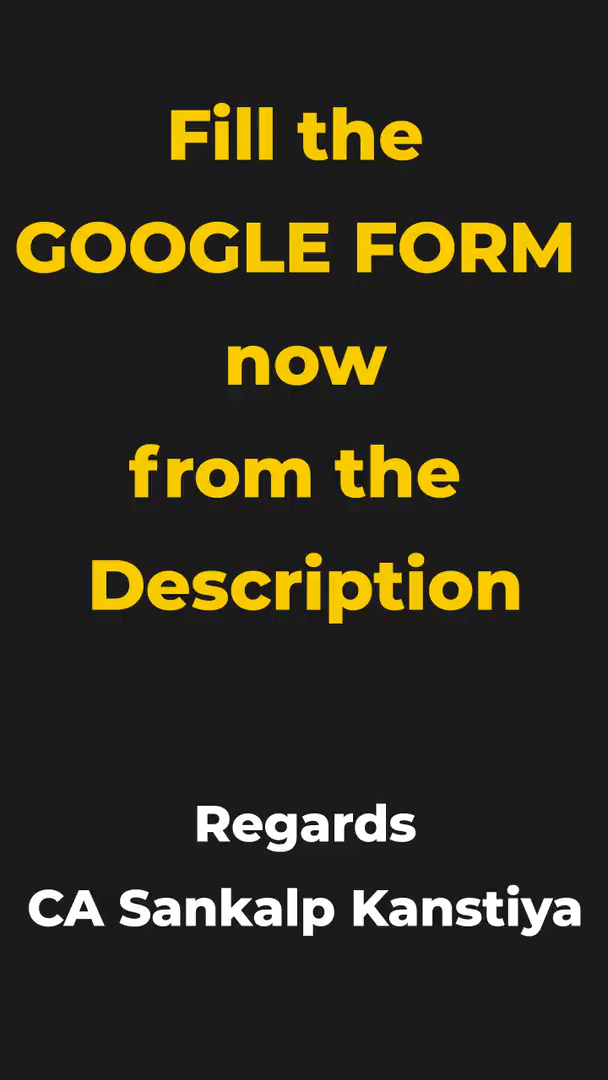 Fill the
GOOGLE FORM
now
from the
Description
Regards
CA Sankalp Kanstiya